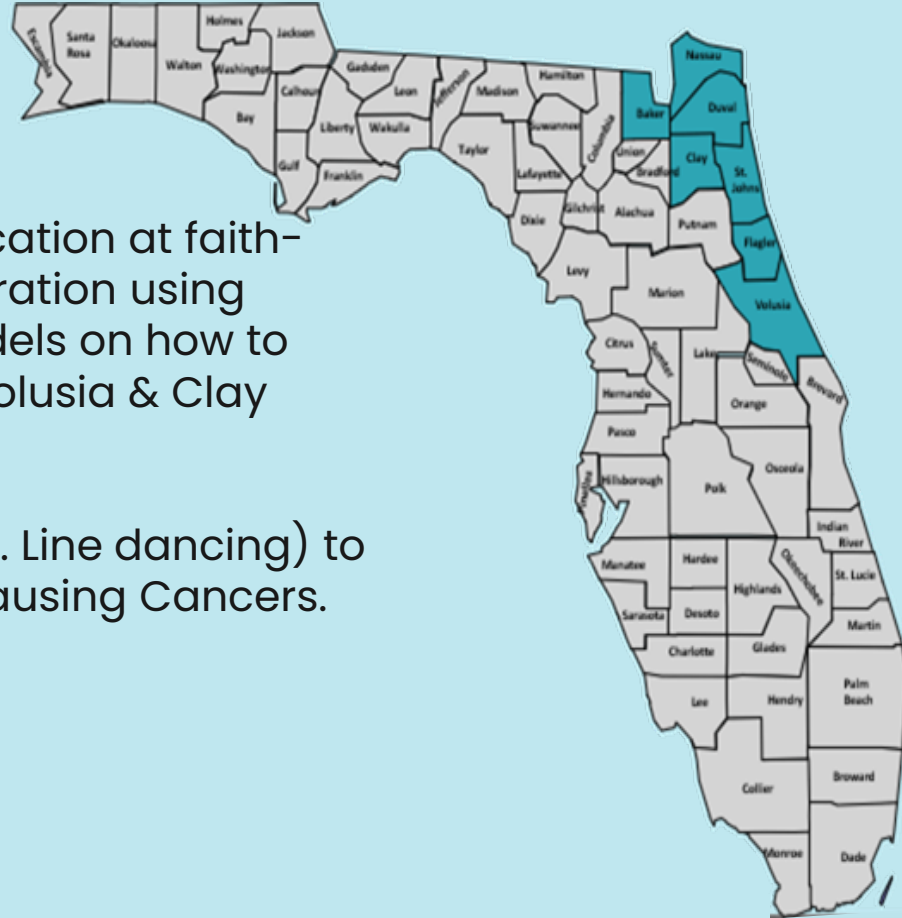 cation at faith-
ration using
dels on how to
olusia & Clay
. Line dancing) to
ausing Cancers.
Escambia
Santa
Rosa
Okaloosa
Walton
Holmes
Washington
Jackson
Bay
Calhoun
Gulf
Gadsden
Liberty
Franklin
Leon
Wakulla
Jefferson
Madison
Taylor
Hamilton
Suwannee
Lafayette
Dixie
Columbia
Gilchrist
Baker
Union
Bradford
Alachua
Levy
Nassau
Duval
Clay
St.
Johns
Putnam
Flagler
Marion
Volusia
Citrus
Sumter
Lake
Seminole
Hernando
Orange
Brevard
Pasco
Pinellas
Hillsborough
Polk
Osceola
Indian
River
Manatee
Hardee
Highlands
Okeechobee
St. Lucie
Sarasota
Desoto
Martin
Charlotte
Glades
Lee
Hendry
Palm
Beach
Collier
Broward
Monroe
Dade